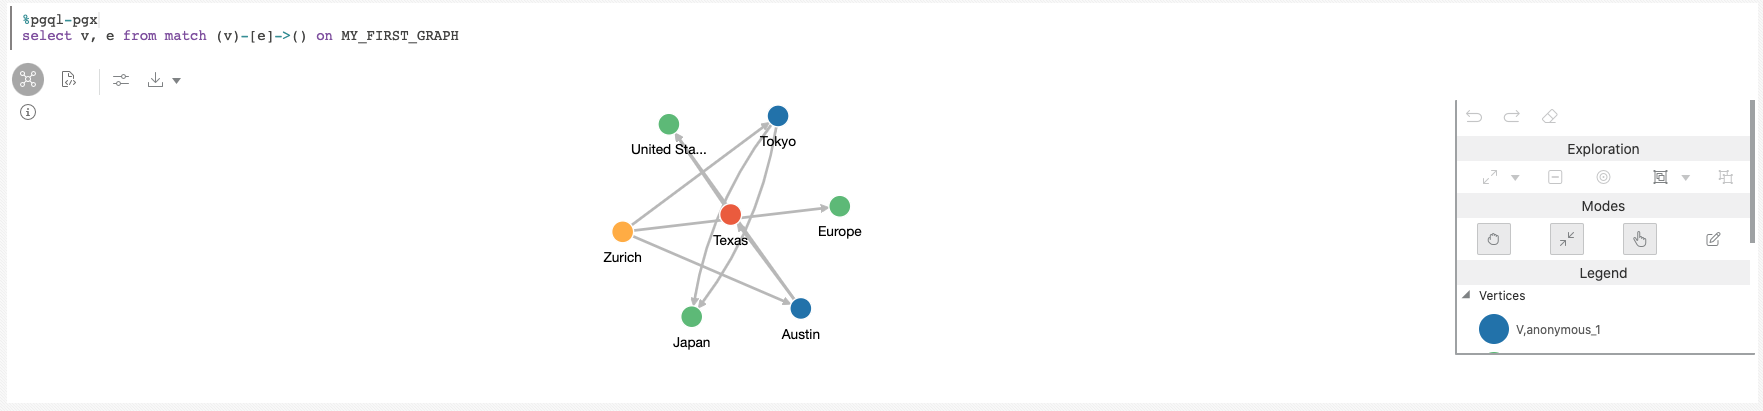 %pgql-pgx
select v, e from match (v)-[e]->() on MY_FIRST_GRAPH
United Sta...
Tokyo
Europe
Texas
Zurich
Japan
Austin
Exploration
Modes
Legend
Vertices
V,anonymous_1